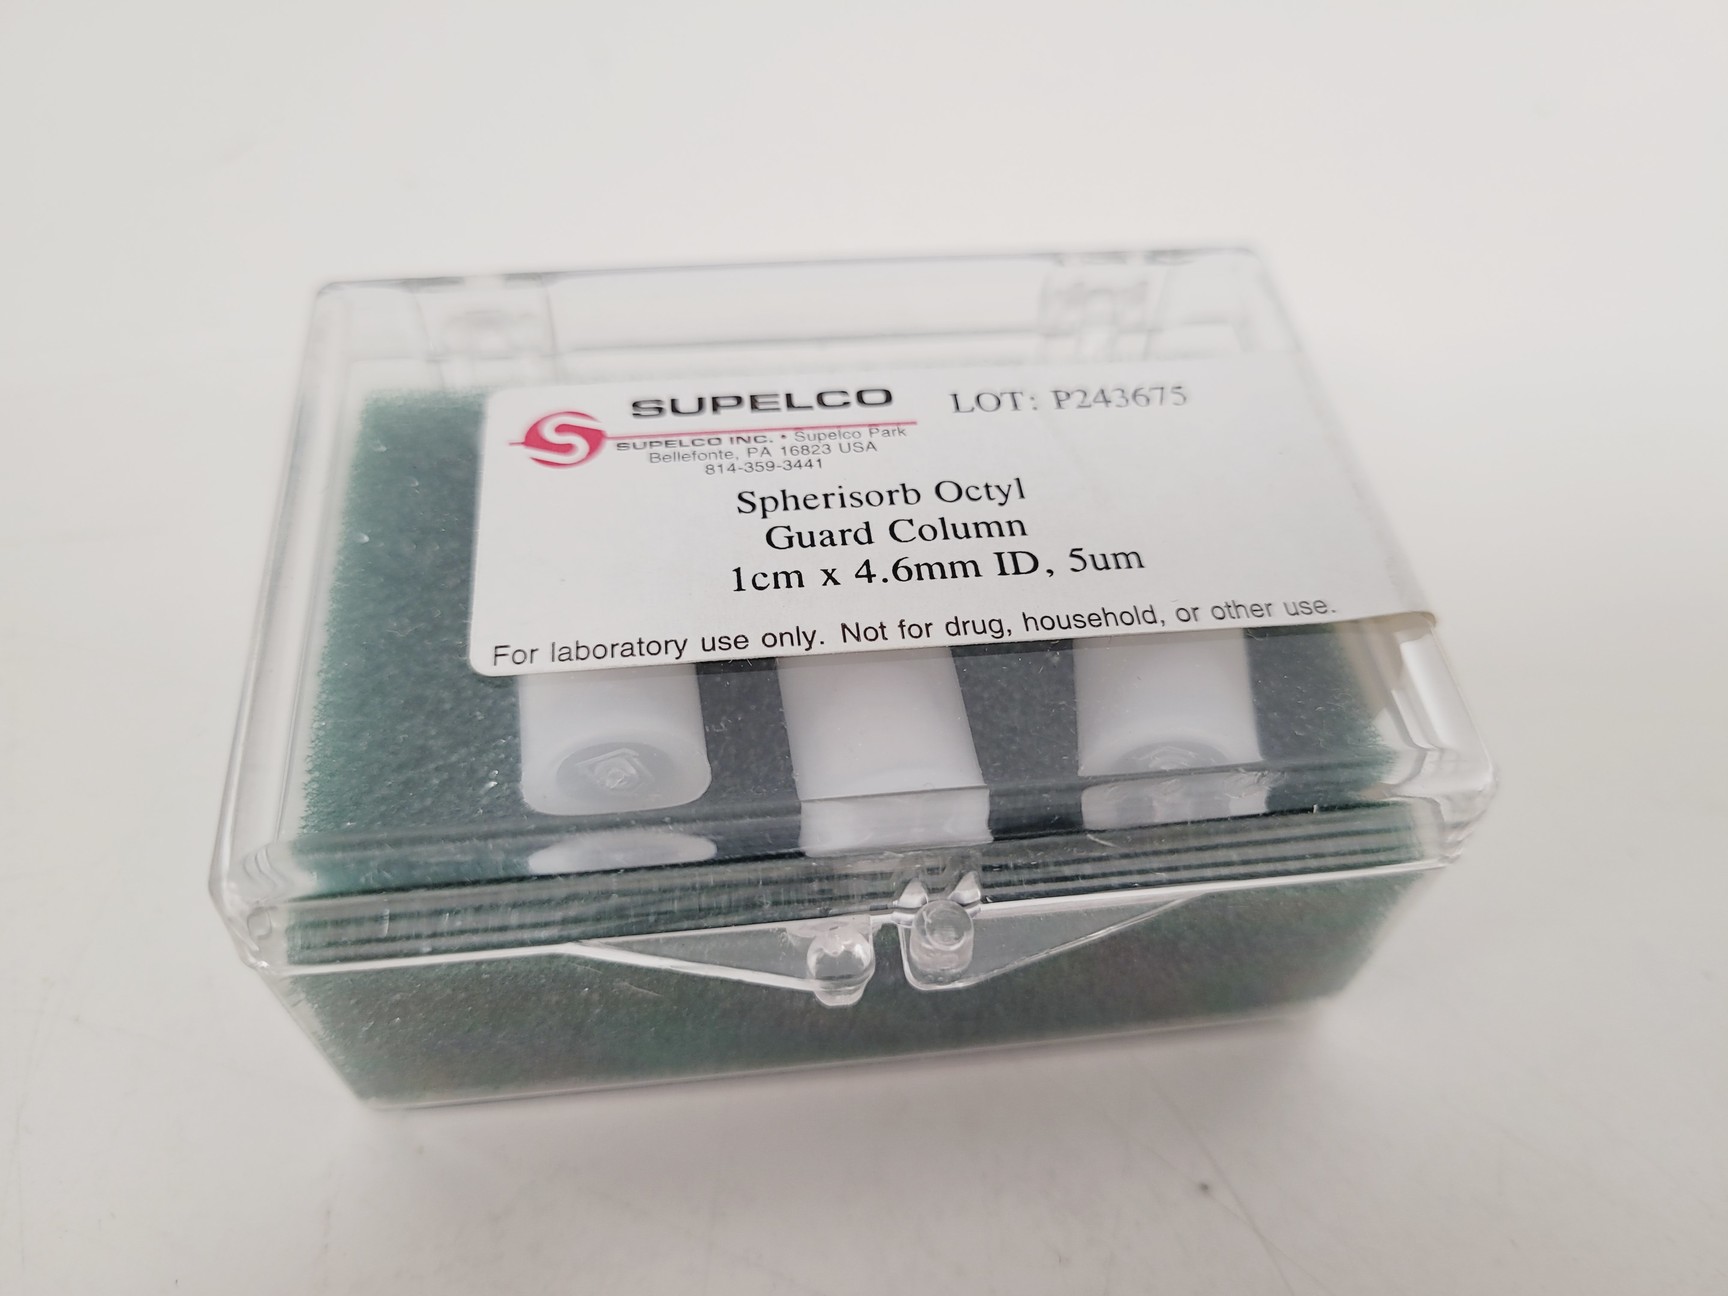 SUPELCO
LOT: P243675
SUPELCO INC. • Supelco Park
Bellefonte, PA 16823 USA
814-359-3441
Spherisorb Octyl
Guard Column
1cm x 4.6mm ID, 5um
For laboratory use only. Not for drug, household, or other use.